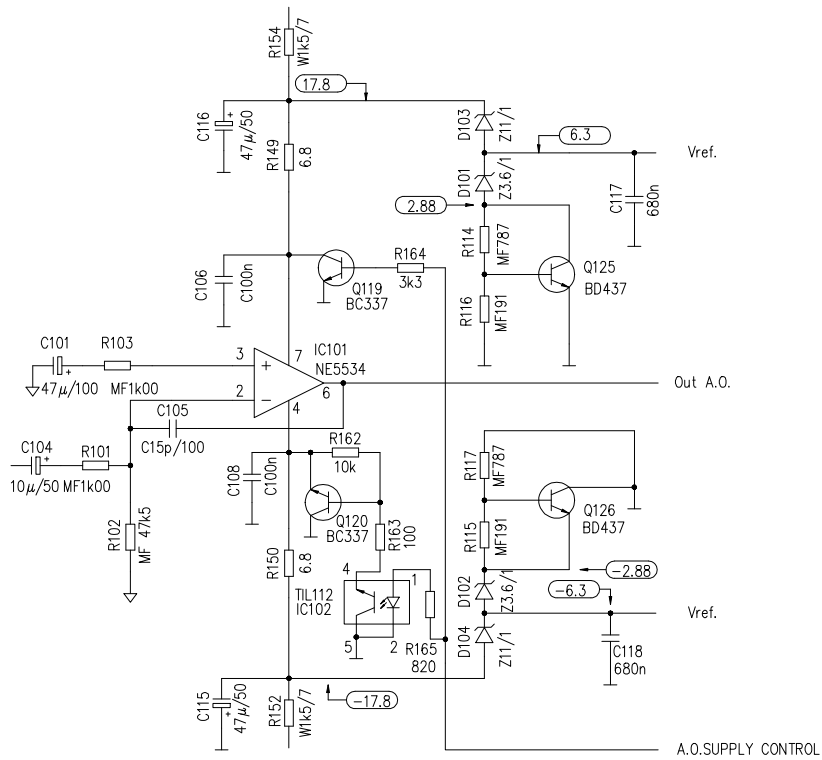 R154
W1k5/7
17.8
C116
+
47µ/50
R149
6.8
D103
Z11/1
6.3
Vref.
D101
Z3.6/1
2.88
C117
680n
R114
MF787
C106
C100n
Q119
BC337
R164
3k3
Q125
BD437
R116
MF191
C101
+
47µ/100
R103
MF1k00
3
+
7
IC101
NE5534
2
−
6
4
Out A.O.
C105
C15p/100
C104
+
10µ/50
R101
MF1k00
R102
MF 47k5
C108
C100n
R162
10k
Q120
BC337
R163
100
R117
MF787
Q126
BD437
R115
MF191
R150
6.8
4
1
TIL112
IC102
5
2
R165
820
−2.88
D102
Z3.6/1
−6.3
Vref.
D104
Z11/1
C118
680n
C115
+
47µ/50
R152
W1k5/7
−17.8
A.O.SUPPLY CONTROL